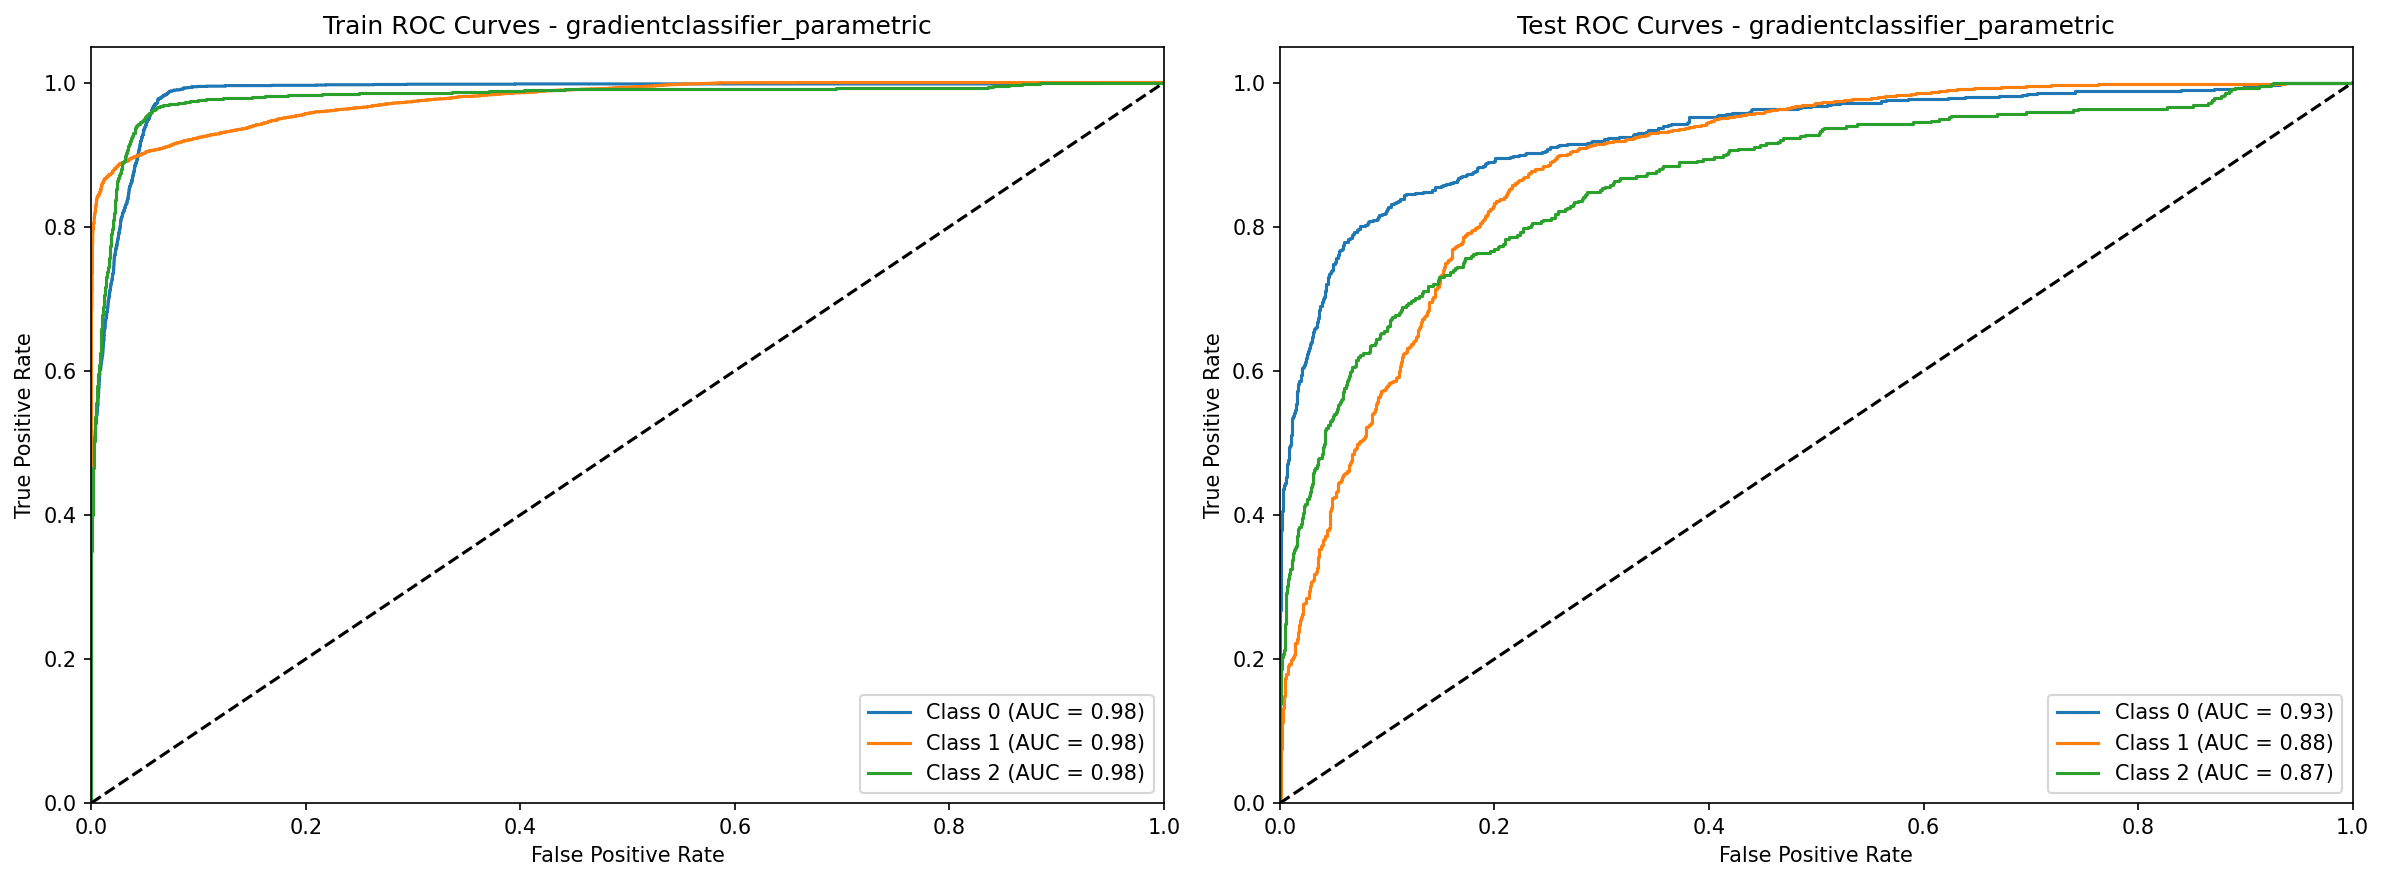 Train ROC Curves - gradientclassifier_parametric
True Positive Rate
1.0
0.8
0.6
0.4
0.2
0.0
0.0 0.2 0.4 0.6 0.8 1.0
False Positive Rate
Class 0 (AUC = 0.98)
Class 1 (AUC = 0.98)
Class 2 (AUC = 0.98)
Test ROC Curves - gradientclassifier_parametric
True Positive Rate
1.0
0.8
0.6
0.4
0.2
0.0
0.0 0.2 0.4 0.6 0.8 1.0
False Positive Rate
Class 0 (AUC = 0.93)
Class 1 (AUC = 0.88)
Class 2 (AUC = 0.87)